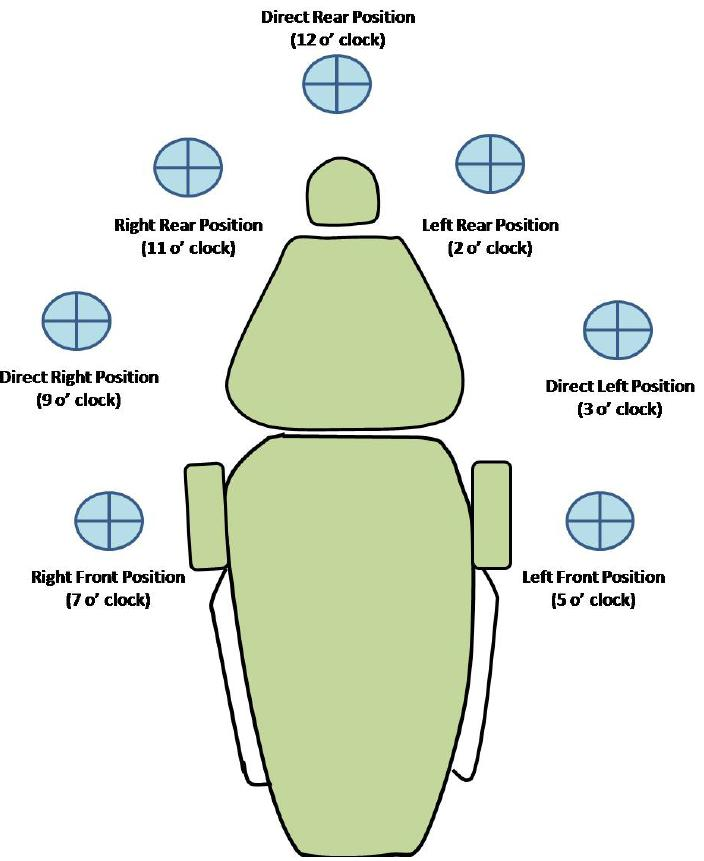 Direct Rear Position
(12 o’ clock)
Right Rear Position
(11 o’ clock)
Left Rear Position
(2 o’ clock)
Direct Right Position
(9 o’ clock)
Direct Left Position
(3 o’ clock)
Right Front Position
(7 o’ clock)
Left Front Position
(5 o’ clock)